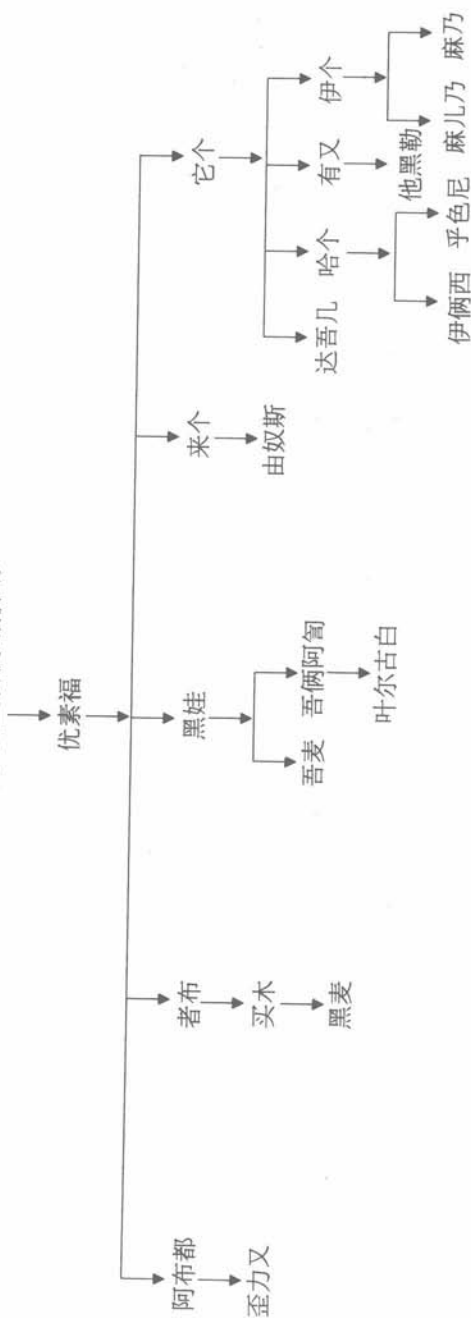 优素福
阿布都 者布 黑娃 来个 它个
歪力又 买木 吾麦 吾俩阿訇 由奴斯 达吾几 哈个 有又 伊个
黑麦 叶尔古白 伊俩西 乎色尼 他黑勒 麻儿乃 麻乃